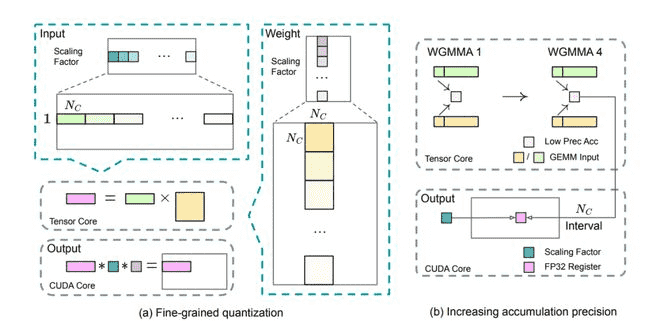 Input
Scaling
Factor
...
N_C
1
...
Tensor Core
=
×
Output
* * =
CUDA Core
Weight
Scaling
Factor
...
N_C
N_C
...
(a) Fine-grained quantization
WGMMA 1
WGMMA 4
Low Prec Acc
/ GEMM Input
Tensor Core
Output
N_C
Interval
Scaling Factor
FP32 Register
CUDA Core
(b) Increasing accumulation precision